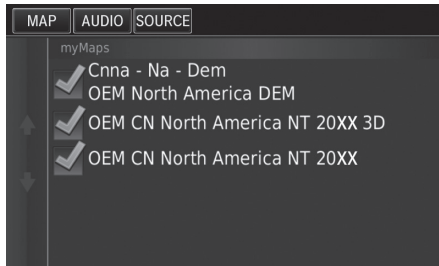 MAP AUDIO SOURCE
myMaps
Cnna - Na - Dem
OEM North America DEM
OEM CN North America NT 20XX 3D
OEM CN North America NT 20XX